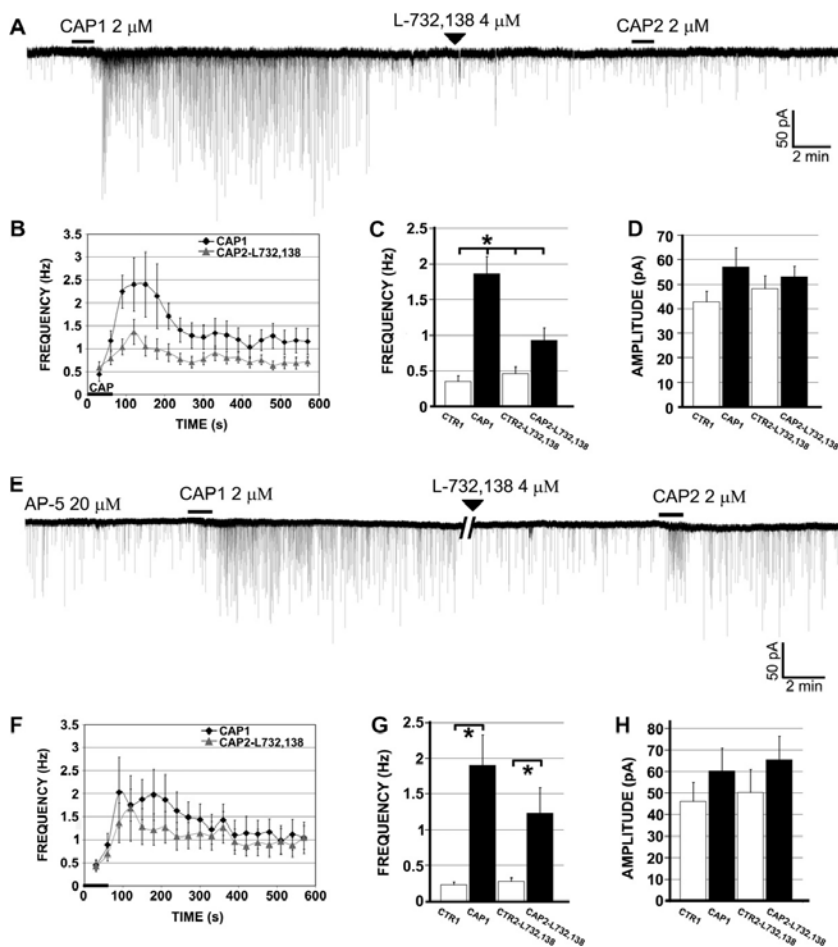 A
CAP1 2 µM
L-732,138 4 µM
CAP2 2 µM
50 pA
2 min
B
FREQUENCY (Hz)
3.5
3
2.5
2
1.5
1
0.5
0
CAP1
CAP2-L732,138
CAP
0 100 200 300 400 500 600
TIME (s)
C
FREQUENCY (Hz)
2.5
2
1.5
1
0.5
0
*
CTR1
CAP1
CTR2-L732,138
CAP2-L732,138
D
AMPLITUDE (pA)
70
60
50
40
30
20
10
0
CTR1
CAP1
CTR2-L732,138
CAP2-L732,138
E
AP-5 20 µM
CAP1 2 µM
L-732,138 4 µM
CAP2 2 µM
50 pA
2 min
F
FREQUENCY (Hz)
3.5
3
2.5
2
1.5
1
0.5
0
CAP1
CAP2-L732,138
0 100 200 300 400 500 600
TIME (s)
G
FREQUENCY (Hz)
2.5
2
1.5
1
0.5
0
*
*
CTR1
CAP1
CTR2-L732,138
CAP2-L732,138
H
AMPLITUDE (pA)
80
70
60
50
40
30
20
10
0
CTR1
CAP1
CTR2-L732,138
CAP2-L732,138